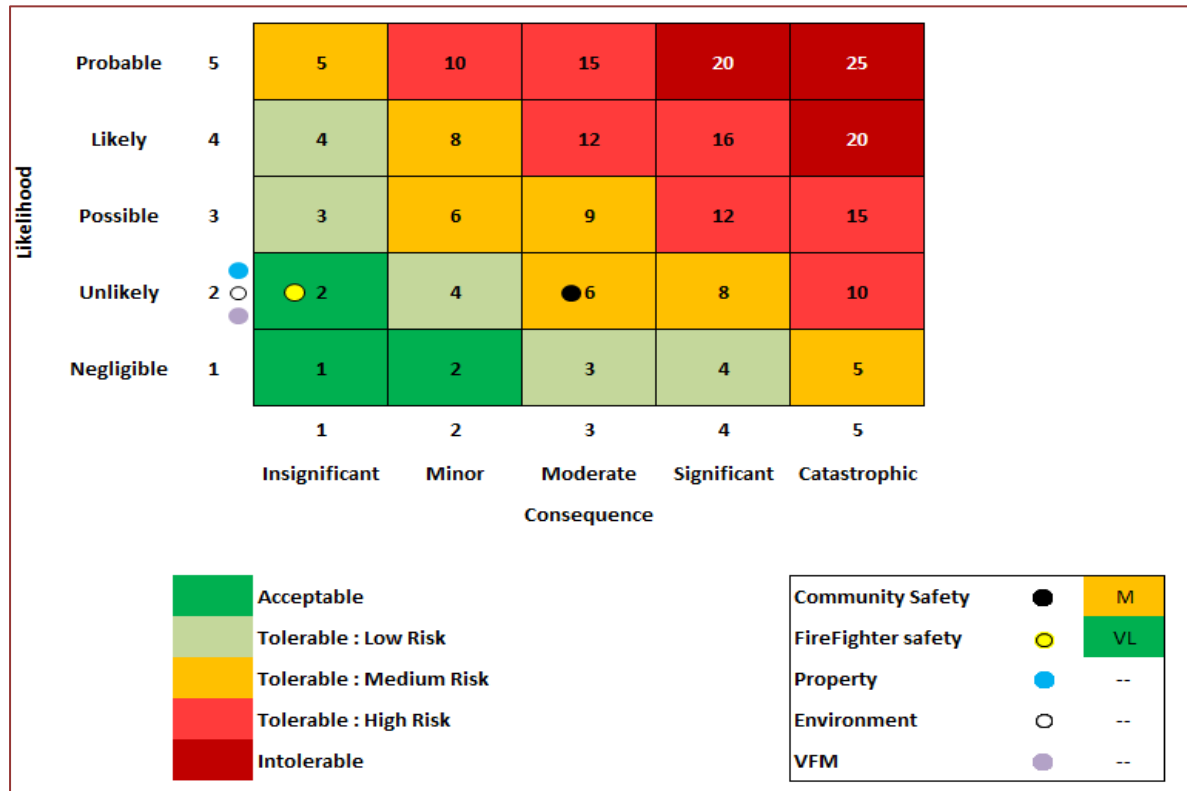 Probable 5 5 10 15 20 25
Likely 4 4 8 12 16 20
Likelihood
Possible 3 3 6 9 12 15
Unlikely 2 2 4 6 8 10
Negligible 1 1 2 3 4 5
1 2 3 4 5
Insignificant Minor Moderate Significant Catastrophic
Consequence
Acceptable
Tolerable : Low Risk
Tolerable : Medium Risk
Tolerable : High Risk
Intolerable
Community Safety M
FireFighter safety VL
Property --
Environment --
VFM --